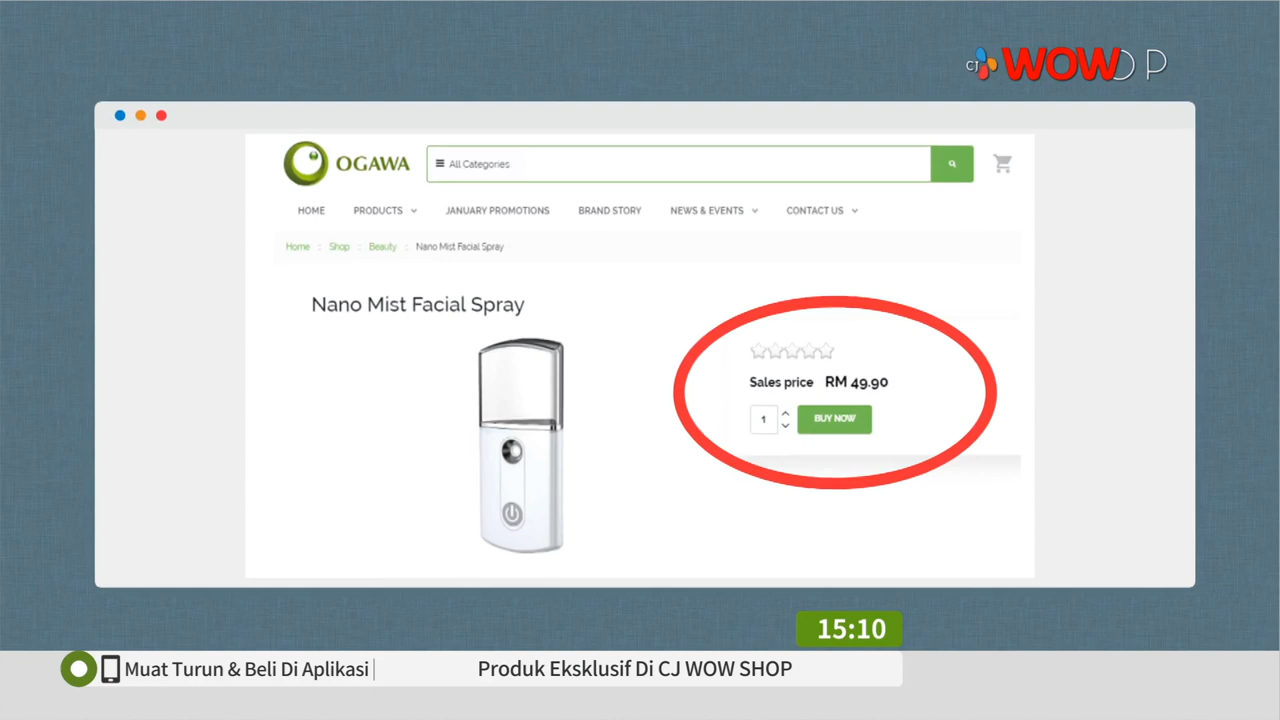 CJ WOW O P
OGAWA
All Categories
HOME PRODUCTS JANUARY PROMOTIONS BRAND STORY NEWS & EVENTS CONTACT US
Home :: Shop :: Beauty :: Nano Mist Facial Spray
Nano Mist Facial Spray
Sales price RM 49.90
1 BUY NOW
15:10
Muat Turun & Beli Di Aplikasi | Produk Eksklusif Di CJ WOW SHOP